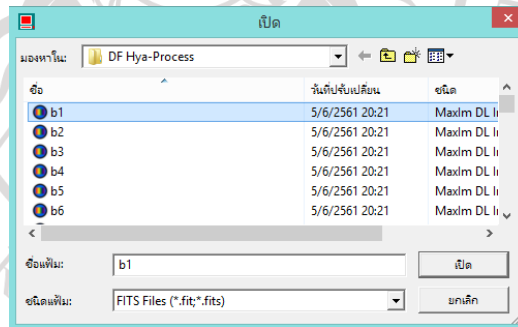 เปิด
มองหาใน: DF Hya-Process
ชื่อ วันที่ปรับเปลี่ยน ชนิด
b1 5/6/2561 20:21 MaxIm DL I
b2 5/6/2561 20:21 MaxIm DL I
b3 5/6/2561 20:21 MaxIm DL I
b4 5/6/2561 20:21 MaxIm DL I
b5 5/6/2561 20:21 MaxIm DL I
b6 5/6/2561 20:21 MaxIm DL I
ชื่อแฟ้ม: b1 เปิด
ชนิดแฟ้ม: FITS Files (*.fit;*.fits) ยกเลิก